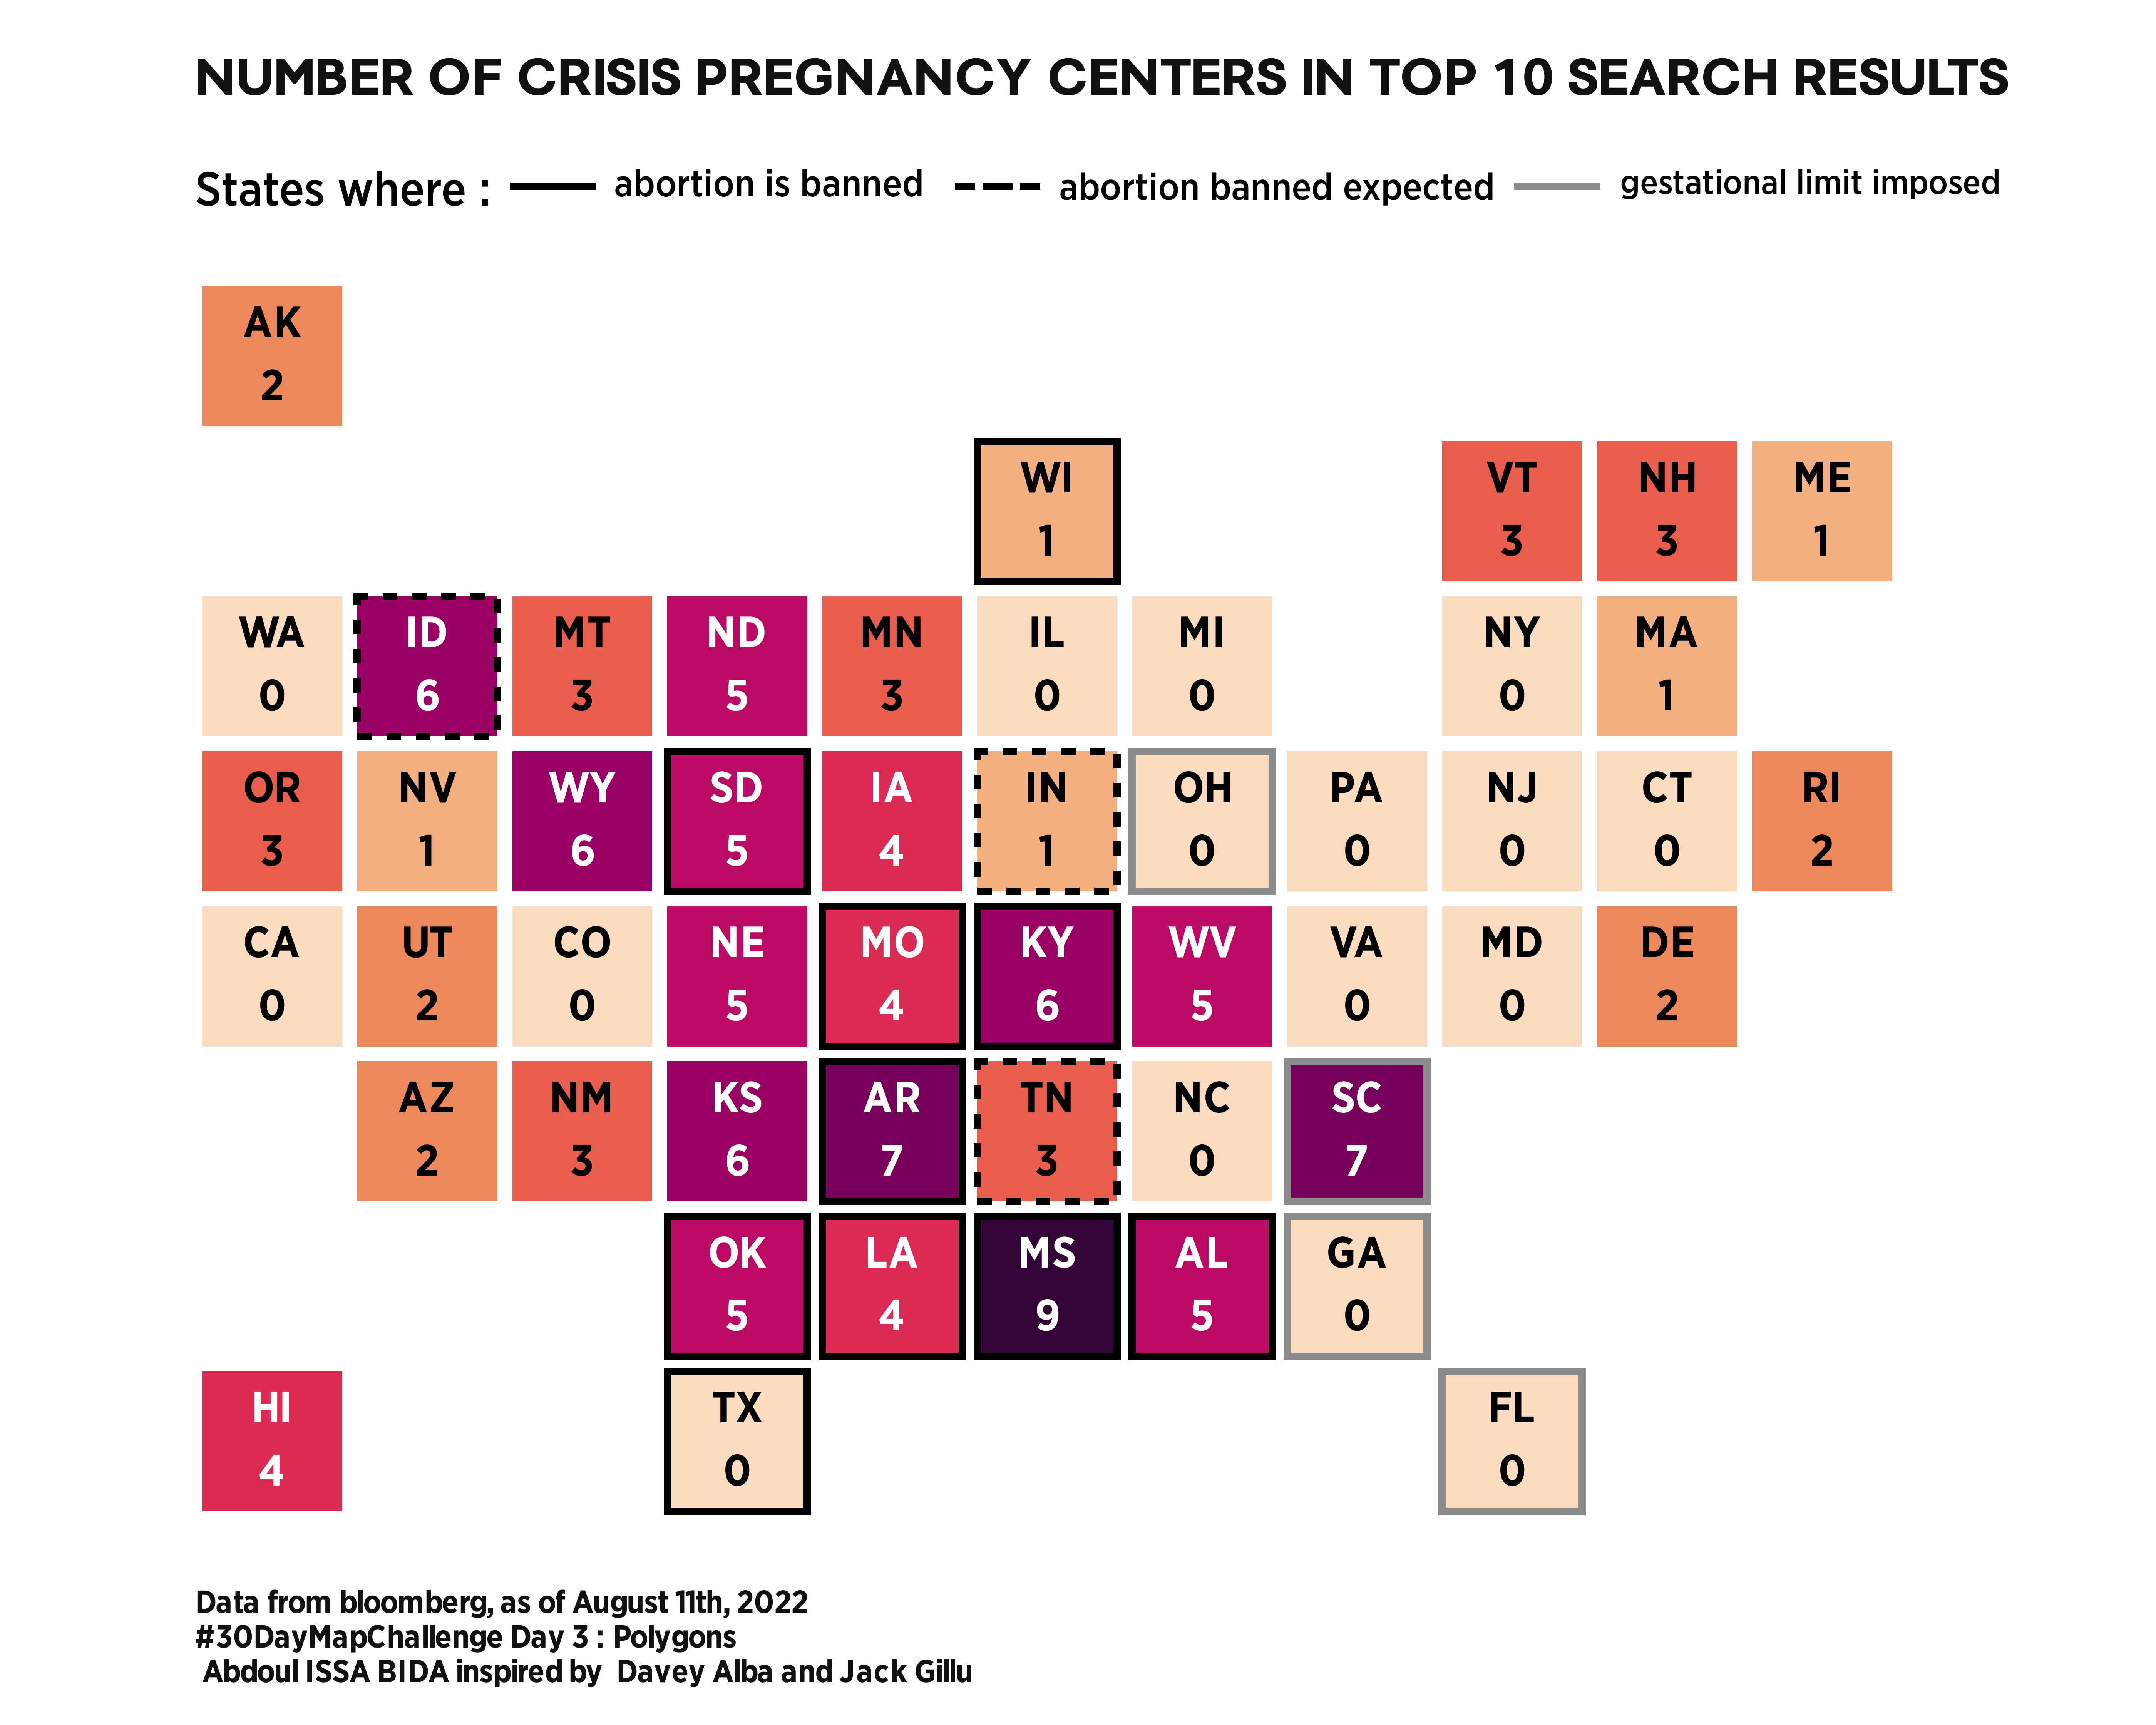 NUMBER OF CRISIS PREGNANCY CENTERS IN TOP 10 SEARCH RESULTS
States where : abortion is banned abortion banned expected gestational limit imposed
AK
2
WI VT NH ME
1 3 3 1
WA ID MT ND MN IL MI NY MA
0 6 3 5 3 0 0 0 1
OR NV WY SD IA IN OH PA NJ CT RI
3 1 6 5 4 1 0 0 0 0 2
CA UT CO NE MO KY WV VA MD DE
0 2 0 5 4 6 5 0 0 2
AZ NM KS AR TN NC SC
2 3 6 7 3 0 7
OK LA MS AL GA
5 4 9 5 0
HI TX FL
4 0 0
Data from bloomberg, as of August 11th, 2022
#30DayMapChallenge Day 3 : Polygons
Abdoul ISSA BIDA inspired by Davey Alba and Jack Gillu